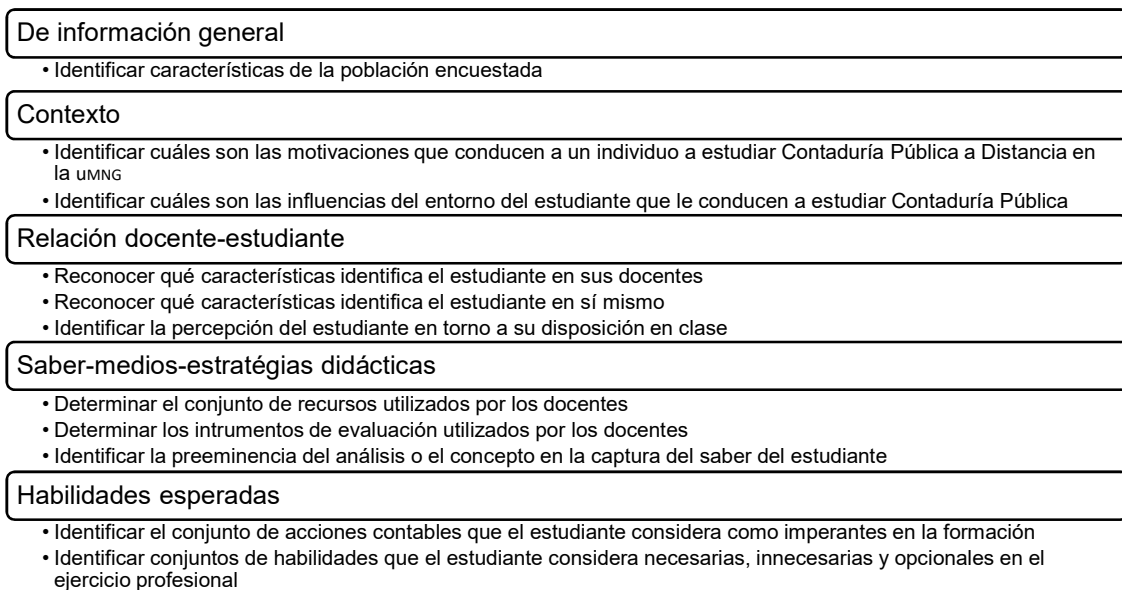 De información general
• Identificar características de la población encuestada
Contexto
• Identificar cuáles son las motivaciones que conducen a un individuo a estudiar Contaduría Pública a Distancia en
la UMNG
• Identificar cuáles son las influencias del entorno del estudiante que le conducen a estudiar Contaduría Pública
Relación docente-estudiante
• Reconocer qué características identifica el estudiante en sus docentes
• Reconocer qué características identifica el estudiante en sí mismo
• Identificar la percepción del estudiante en torno a su disposición en clase
Saber-medios-estratégias didácticas
• Determinar el conjunto de recursos utilizados por los docentes
• Determinar los intrumentos de evaluación utilizados por los docentes
• Identificar la preeminencia del análisis o el concepto en la captura del saber del estudiante
Habilidades esperadas
• Identificar el conjunto de acciones contables que el estudiante considera como imperantes en la formación
• Identificar conjuntos de habilidades que el estudiante considera necesarias, innecesarias y opcionales en el
ejercicio profesional